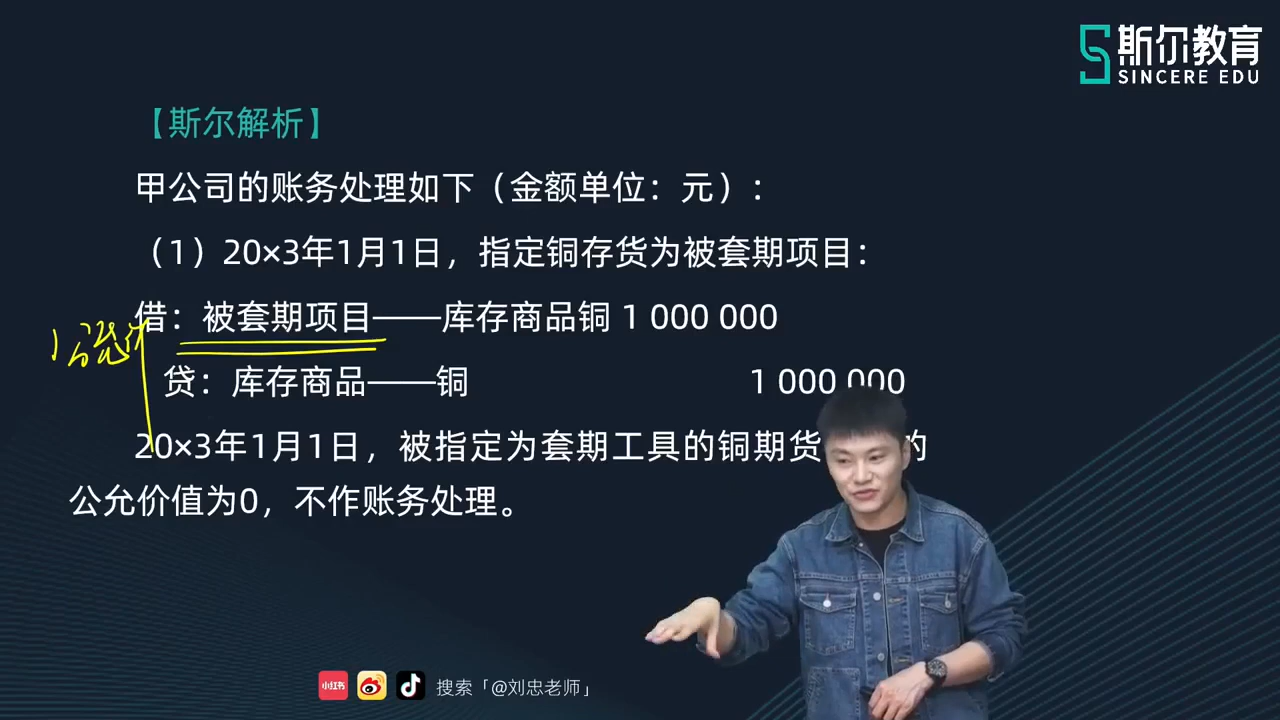 斯尔教育
SINCERE EDU
【斯尔解析】
甲公司的账务处理如下（金额单位：元）：
（1）20×3年1月1日，指定铜存货为被套期项目：
借：被套期项目——库存商品铜 1 000 000
贷：库存商品——铜 1 000 000
20×3年1月1日，被指定为套期工具的铜期货 的
公允价值为0，不作账务处理。
小红书
搜索「@刘忠老师」